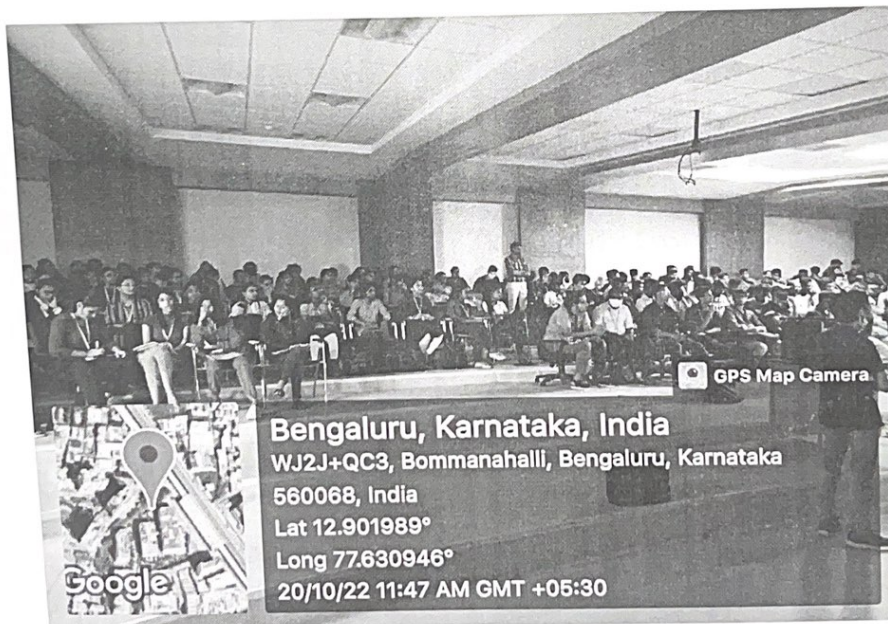 GPS Map Camera
Bengaluru, Karnataka, India
WJ2J+QC3, Bommanahalli, Bengaluru, Karnataka
560068, India
Lat 12.901989°
Long 77.630946°
20/10/22 11:47 AM GMT +05:30
Google